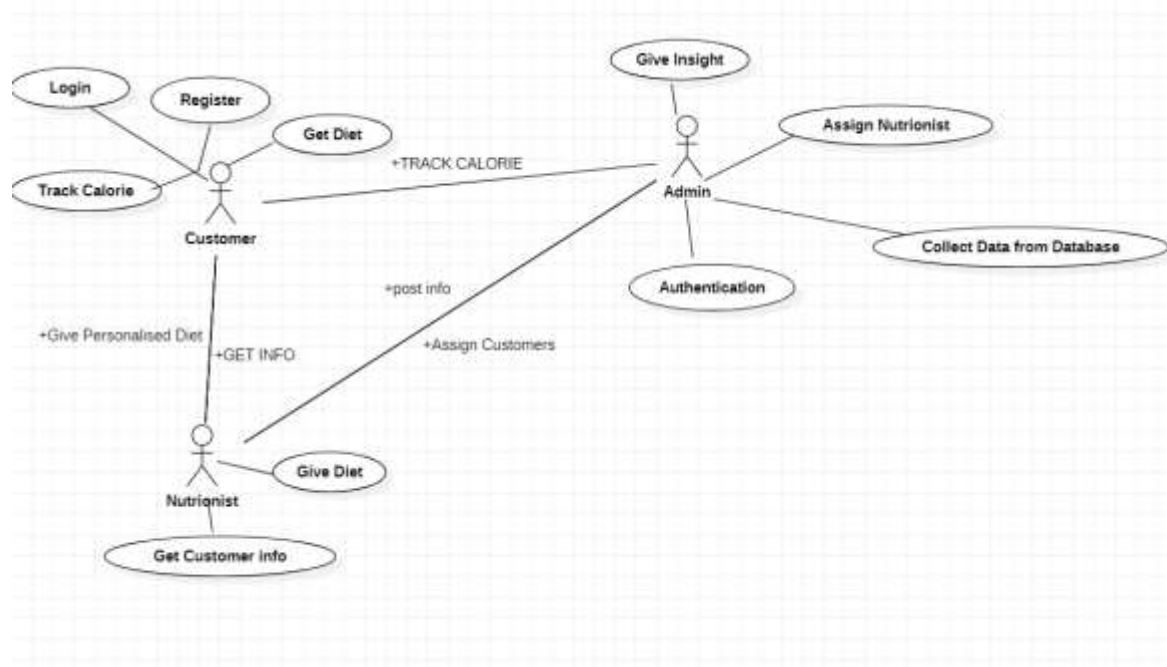 Give Insight
Login
Register
Assign Nutrionist
Get Diet
+TRACK CALORIE
Track Calorie
Admin
Customer
Collect Data from Database
Authentication
+post info
+Give Personalised Diet
+Assign Customers
+GET INFO
Give Diet
Nutrionist
Get Customer info